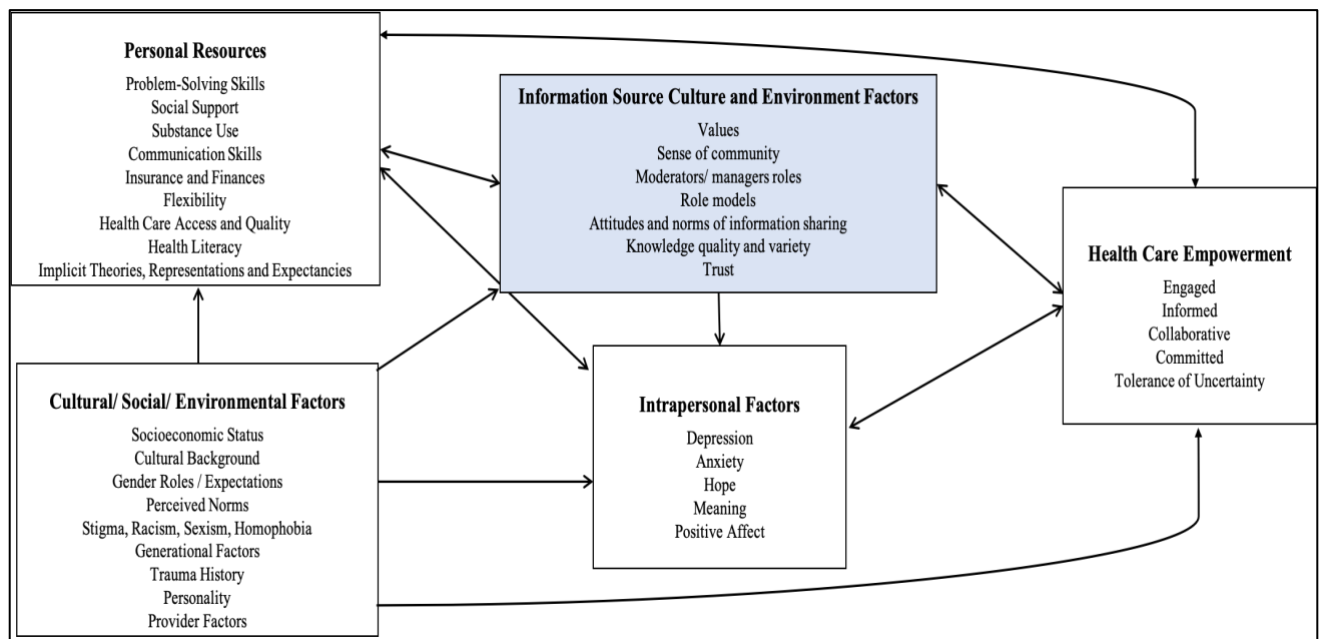 Personal Resources
Problem-Solving Skills
Social Support
Substance Use
Communication Skills
Insurance and Finances
Flexibility
Health Care Access and Quality
Health Literacy
Implicit Theories, Representations and Expectancies
Information Source Culture and Environment Factors
Values
Sense of community
Moderators/ managers roles
Role models
Attitudes and norms of information sharing
Knowledge quality and variety
Trust
Health Care Empowerment
Engaged
Informed
Collaborative
Committed
Tolerance of Uncertainty
Cultural/ Social/ Environmental Factors
Socioeconomic Status
Cultural Background
Gender Roles / Expectations
Perceived Norms
Stigma, Racism, Sexism, Homophobia
Generational Factors
Trauma History
Personality
Provider Factors
Intrapersonal Factors
Depression
Anxiety
Hope
Meaning
Positive Affect